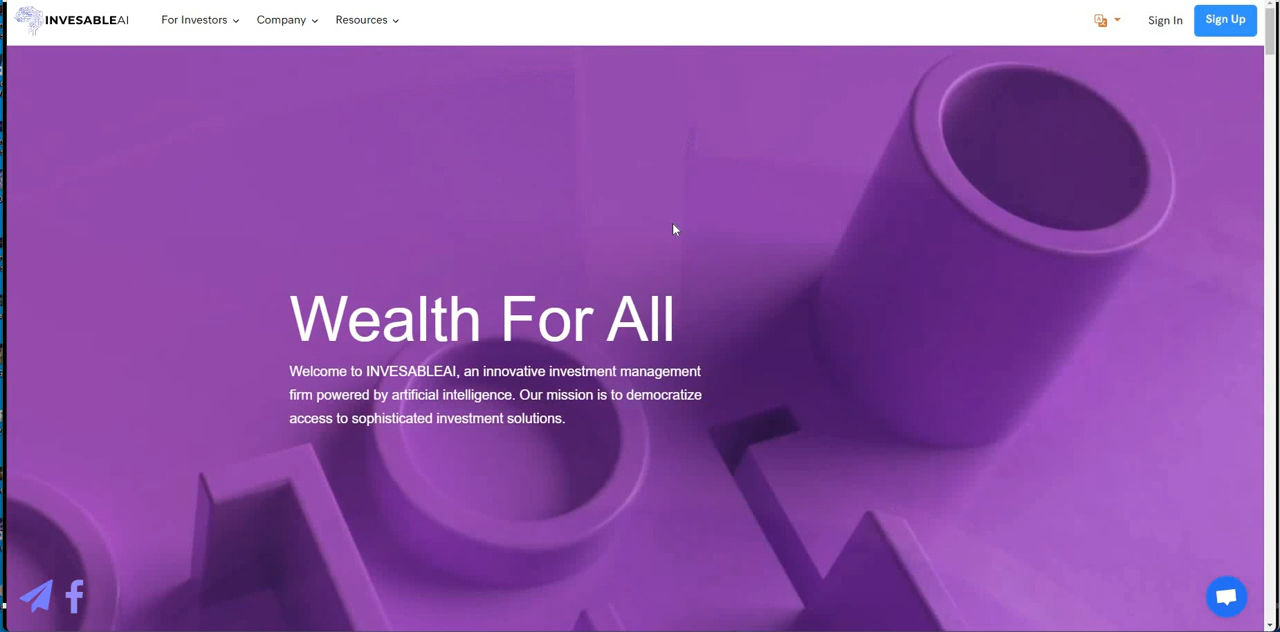 INVESABLEAI
For Investors
Company
Resources
Sign In
Sign Up
Wealth For All
Welcome to INVESABLEAI, an innovative investment management
firm powered by artificial intelligence. Our mission is to democratize
access to sophisticated investment solutions.